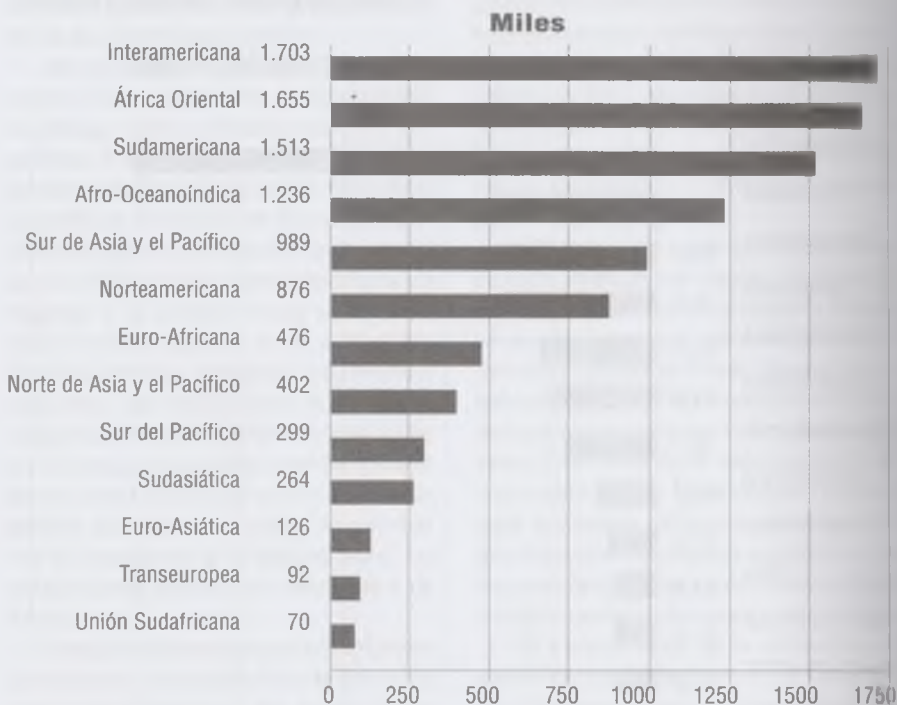 Miles
Interamericana 1.703
África Oriental 1.655
Sudamericana 1.513
Afro-Oceanoíndica 1.236
Sur de Asia y el Pacífico 989
Norteamericana 876
Euro-Africana 476
Norte de Asia y el Pacífico 402
Sur del Pacífico 299
Sudasiática 264
Euro-Asiática 126
Transeuropea 92
Unión Sudafricana 70
0 250 500 750 1000 1250 1500 1750